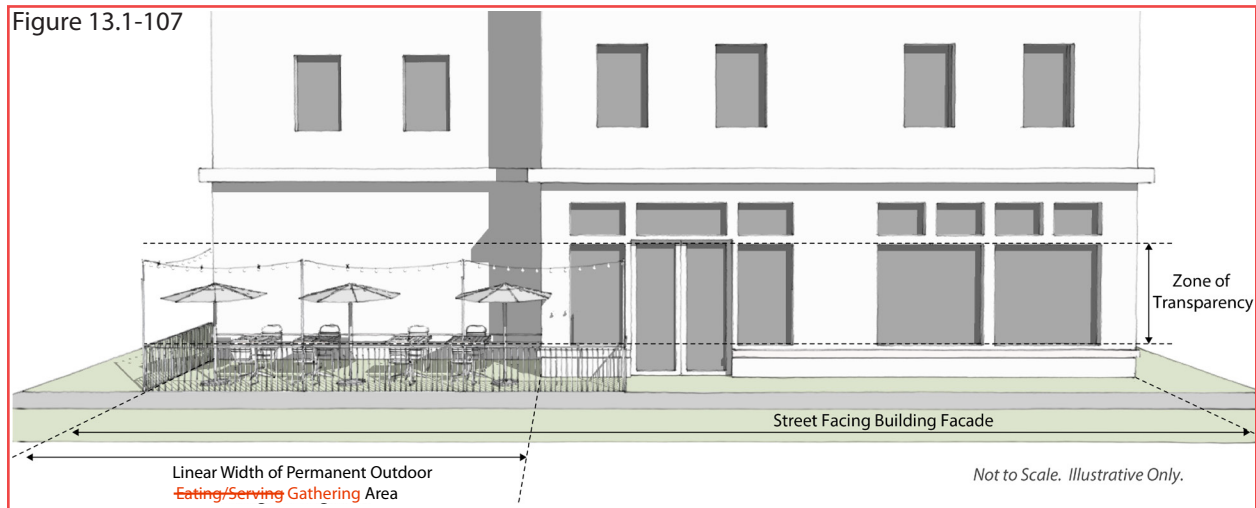 Figure 13.1-107
Zone of
Transparency
Street Facing Building Facade
Linear Width of Permanent Outdoor
Eating/Serving Gathering Area
Not to Scale. Illustrative Only.